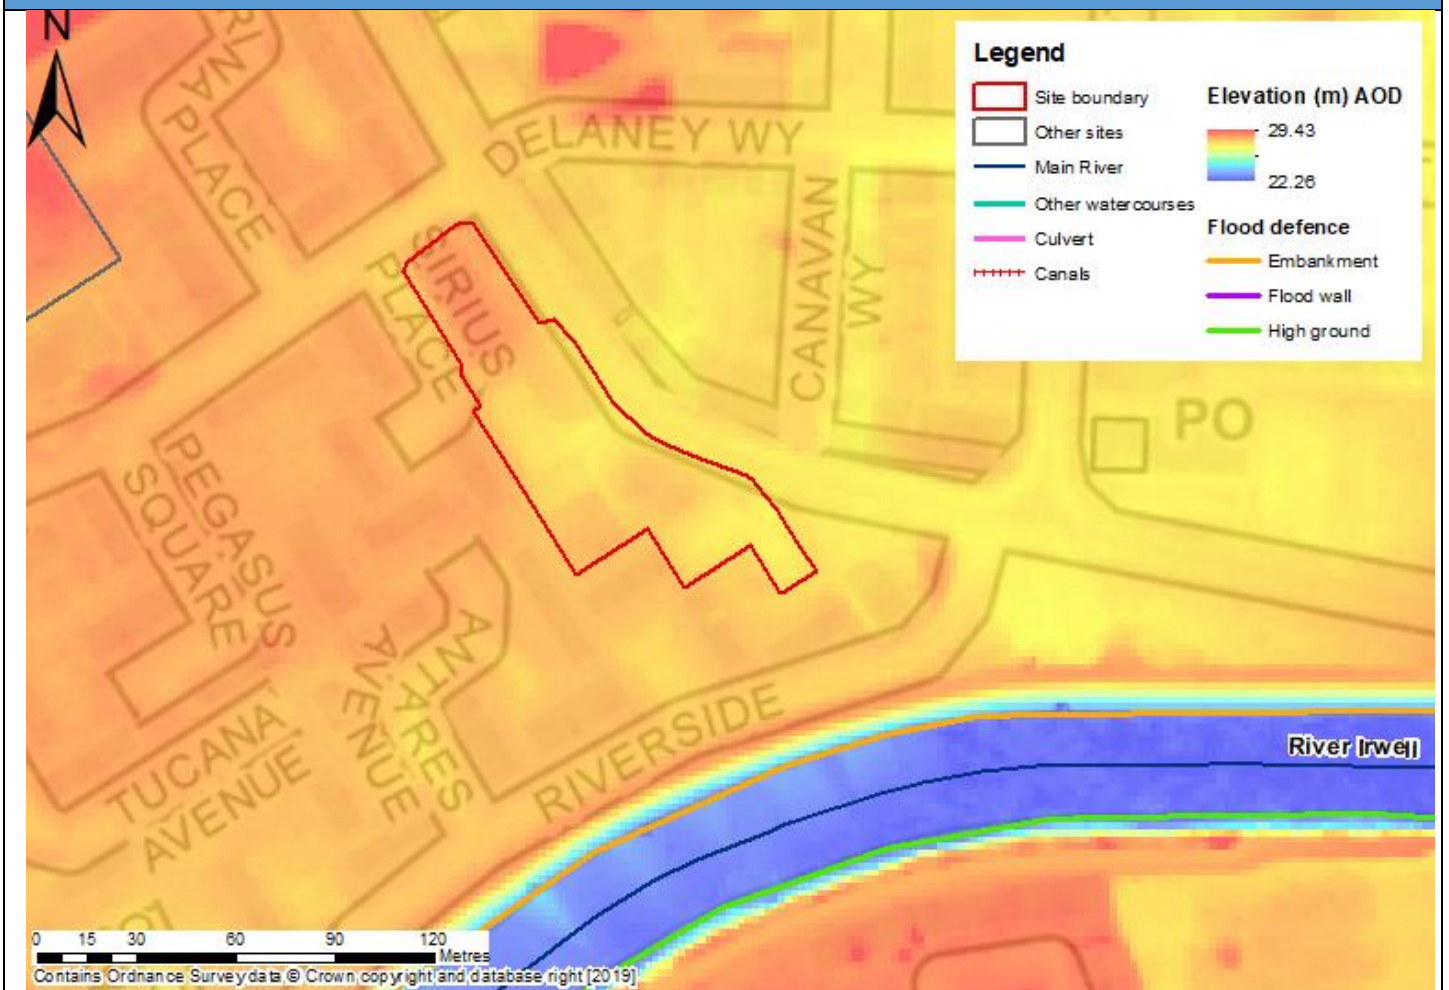 N
RINA
PLACE
DELANEY WY
CANAVAN
WY
SIRIUS
PLACE
PO
PEGASUS
SQUARE
ANTARES
AVENUE
TUCANA
AVENUE
RIVERSIDE
River Irwell
Legend
Site boundary
Other sites
Main River
Other watercourses
Culvert
Canals
Elevation (m) AOD
29.43
22.26
Flood defence
Embankment
Flood wall
High ground
0 15 30 60 90 120
Metres
Contains Ordnance Survey data © Crown copyright and database right [2019]